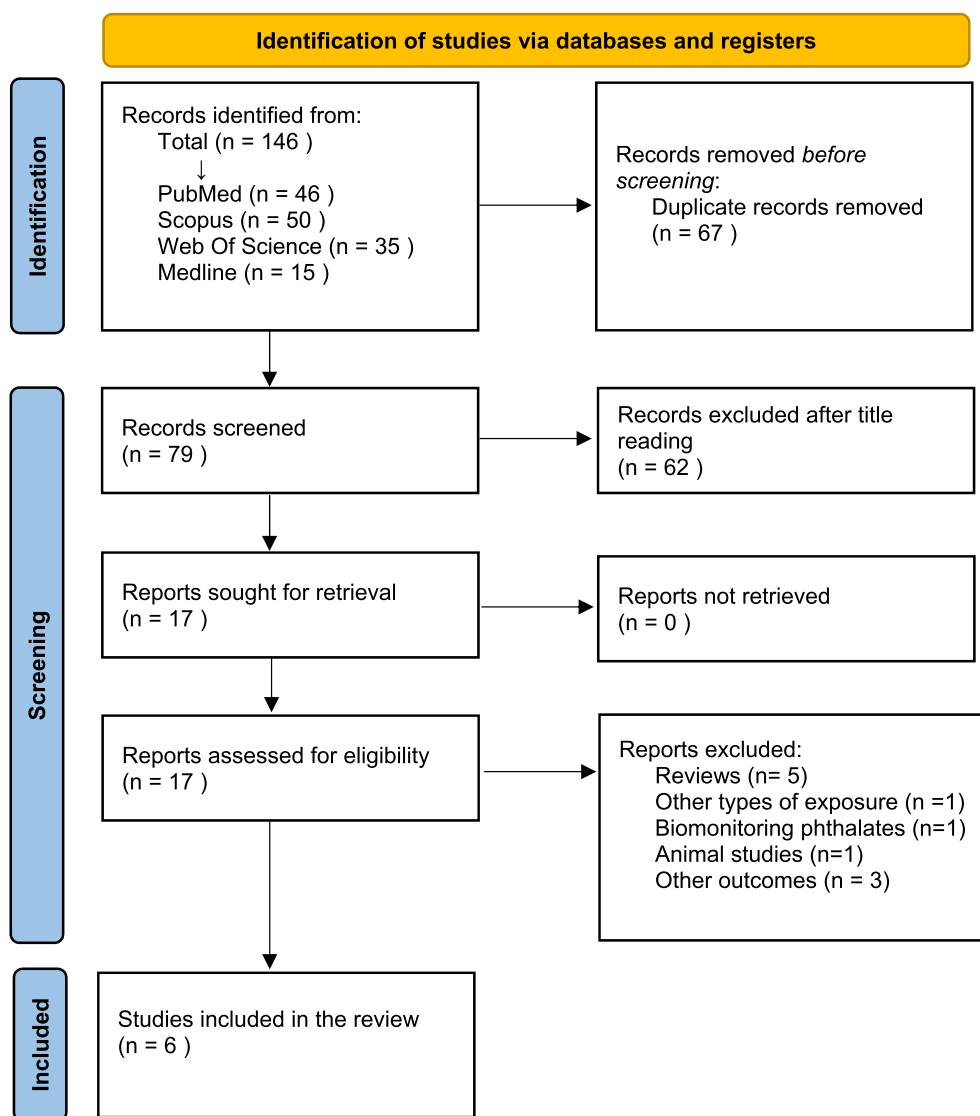 Identification of studies via databases and registers
Identification
Records identified from:
Total (n = 146 )
↓
PubMed (n = 46 )
Scopus (n = 50 )
Web Of Science (n = 35 )
Medline (n = 15 )
Records removed before
screening:
Duplicate records removed
(n = 67 )
Screening
Records screened
(n = 79 )
Records excluded after title
reading
(n = 62 )
Reports sought for retrieval
(n = 17 )
Reports not retrieved
(n = 0 )
Reports assessed for eligibility
(n = 17 )
Reports excluded:
Reviews (n= 5)
Other types of exposure (n =1)
Biomonitoring phthalates (n=1)
Animal studies (n=1)
Other outcomes (n = 3)
Included
Studies included in the review
(n = 6 )